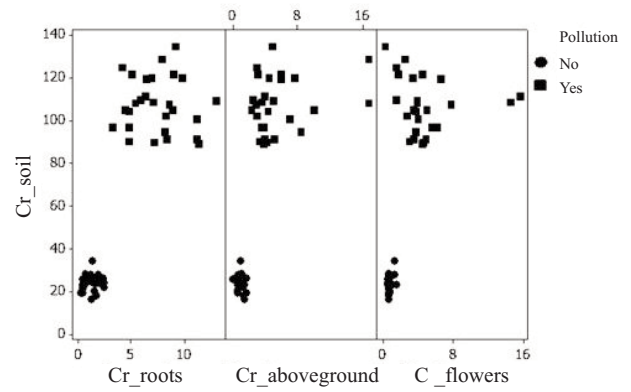 0 8 16
Pollution
No
Yes
140
120
100
80
60
40
20
0
Cr_soil
0 5 10
0 8 16
Cr_roots
Cr_aboveground
C _flowers